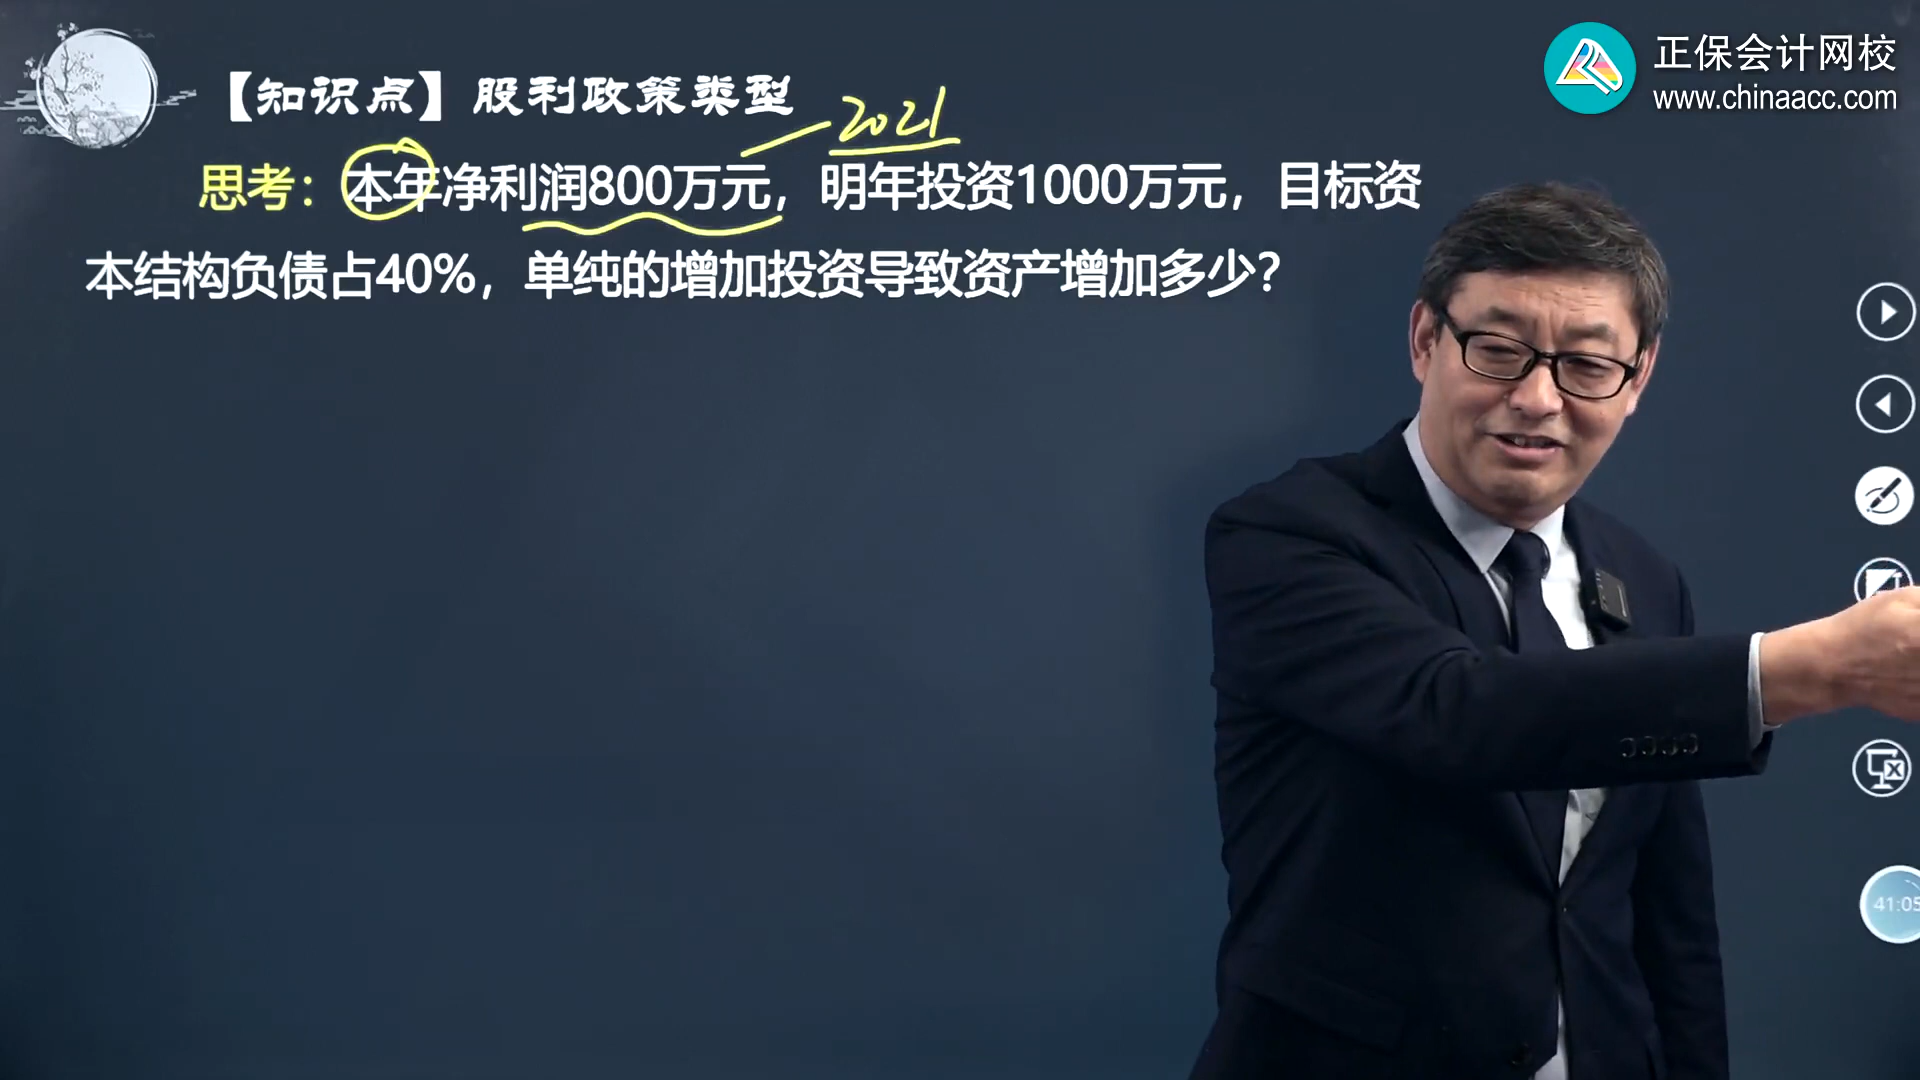 正保会计网校
www.chinaacc.com
【知识点】股利政策类型
2021
思考：本年净利润800万元，明年投资1000万元，目标资
本结构负债占40%，单纯的增加投资导致资产增加多少？
41:05